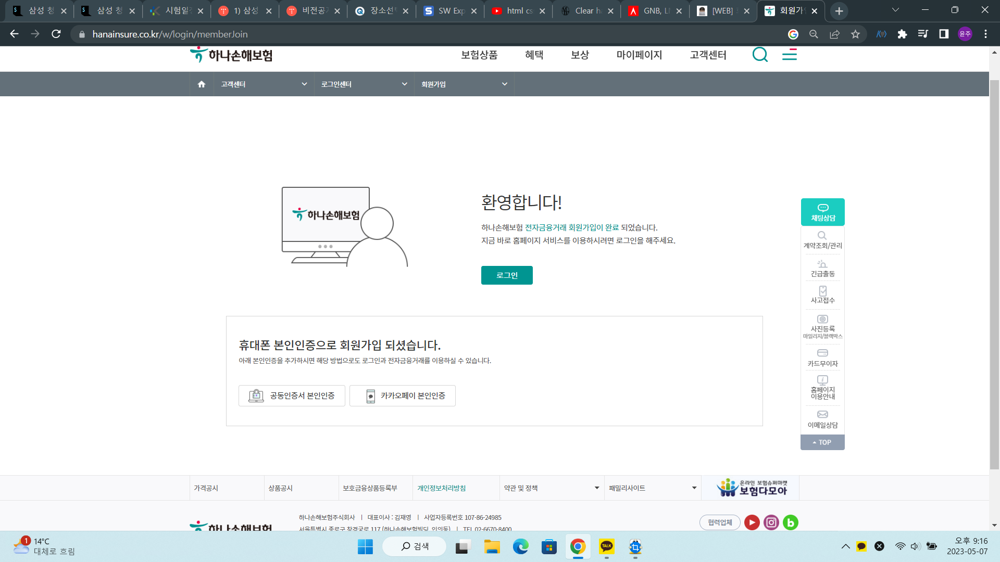 삼성 청
삼성 청
시험일정
1) 삼성
비전공자
장소선택
SW Exp
html cs
Clear ha
GNB, LN
[WEB]
회원가입
hanainsure.co.kr/w/login/memberJoin
윤주
하나손해보험
보험상품 혜택 보상 마이페이지 고객센터
고객센터 로그인센터 회원가입
하나손해보험
환영합니다!
하나손해보험 전자금융거래 회원가입이 완료 되었습니다.
지금 바로 홈페이지 서비스를 이용하시려면 로그인을 해주세요.
로그인
휴대폰 본인인증으로 회원가입 되셨습니다.
아래 본인인증을 추가하시면 해당 방법으로도 로그인과 전자금융거래를 이용하실 수 있습니다.
공동인증서 본인인증 카카오페이 본인인증
채팅상담
계약조회/관리
긴급출동
사고접수
사진등록
마일리지/블랙박스
카드무이자
홈페이지
이용안내
이메일상담
TOP
가격공시 상품공시 보호금융상품등록부 개인정보처리방침 약관 및 정책 패밀리사이트 온라인 보험슈퍼마켓
보험다모아
하나손해보험
하나손해보험주식회사 | 대표이사 : 김재영 | 사업자등록번호 107-86-24985
서울특별시 종로구 창경궁로 117 (하나손해보험빌딩, 인의동) | TEL 02-6670-8400
협력업체
1
14°C
대체로 흐림
검색
TALK
오후 9:16
2023-05-07